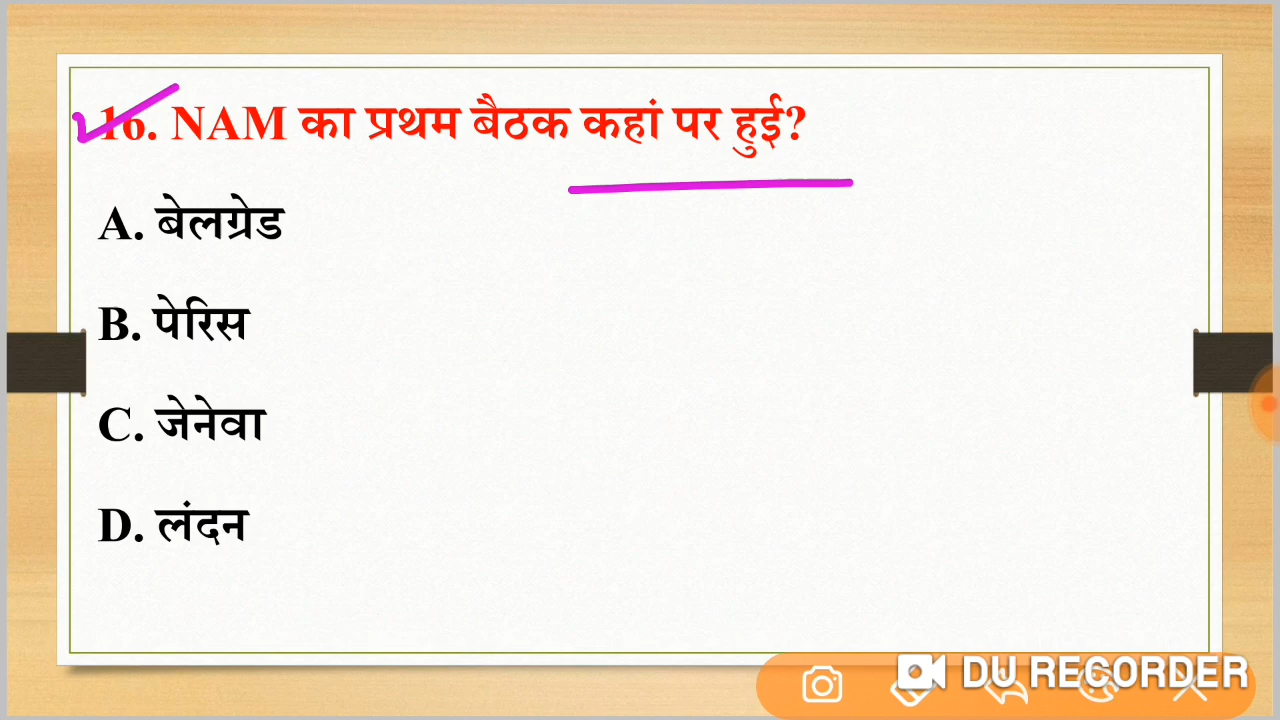 16. NAM का प्रथम बैठक कहां पर हुई?
A. बेलग्रेड
B. पेरिस
C. जेनेवा
D. लंदन
DU RECORDER